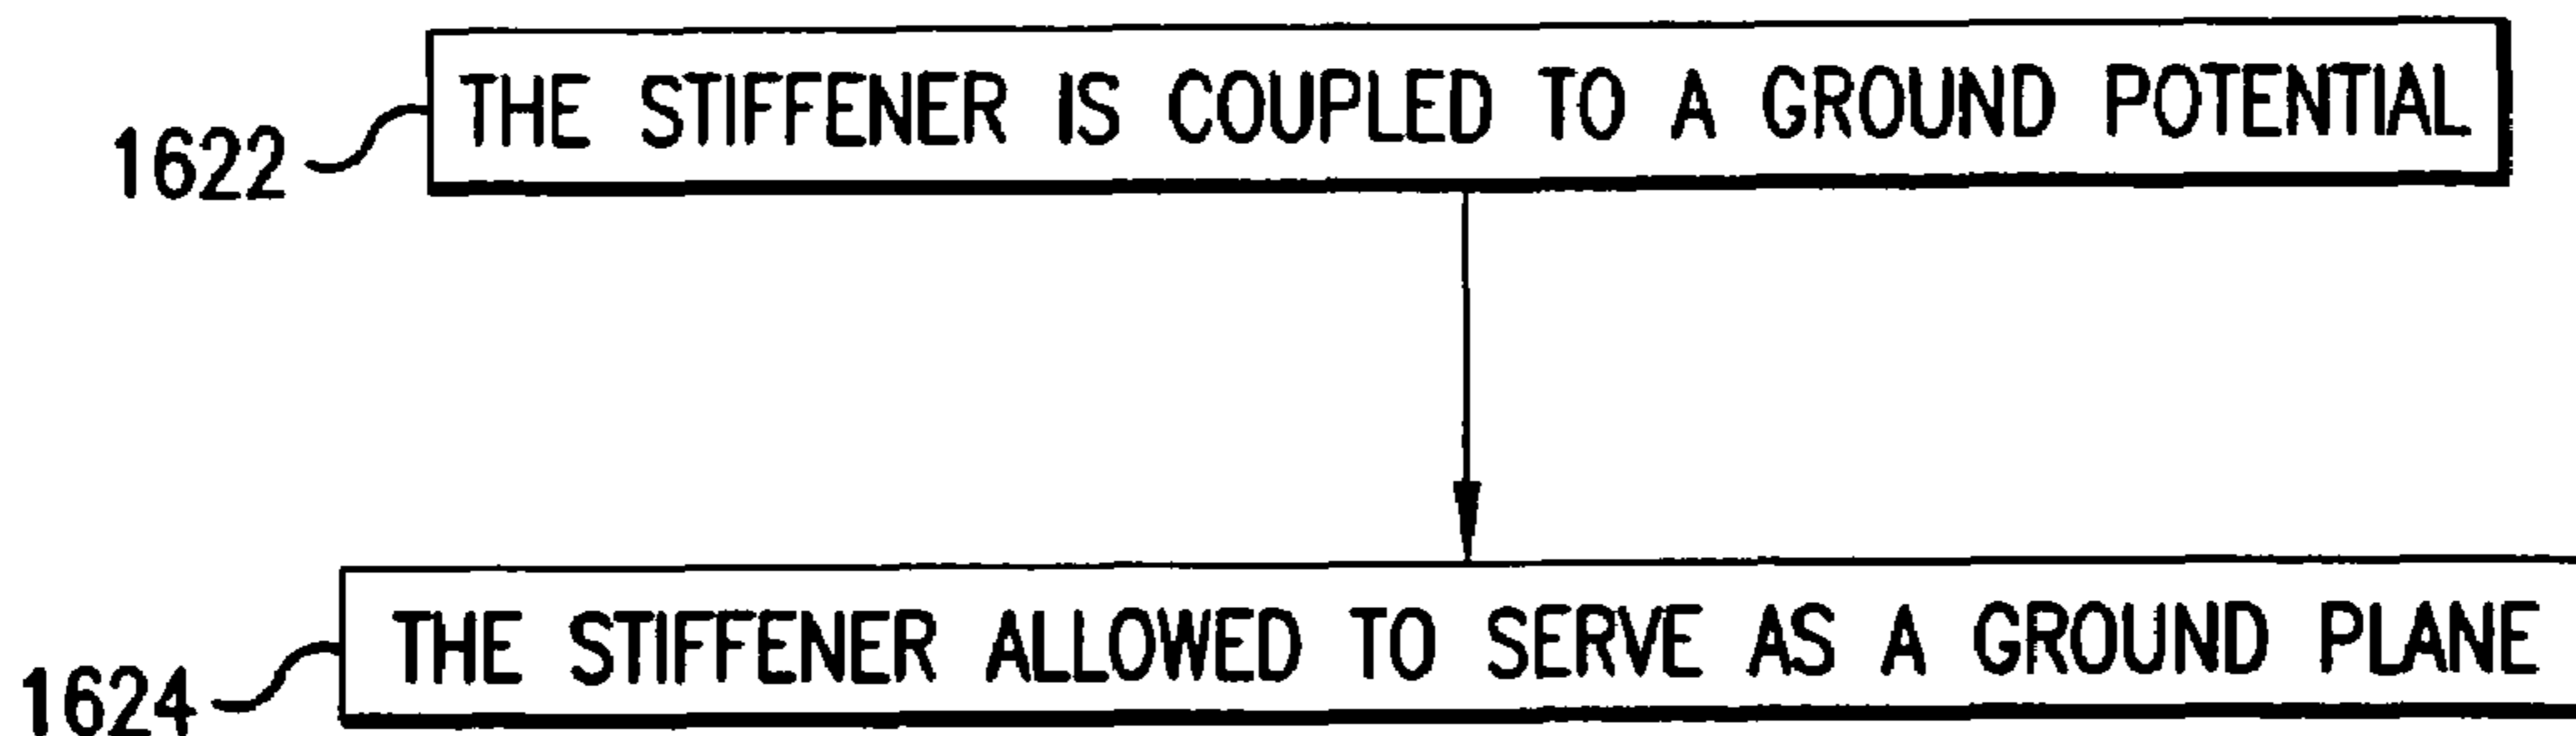 1622 THE STIFFENER IS COUPLED TO A GROUND POTENTIAL
1624 THE STIFFENER ALLOWED TO SERVE AS A GROUND PLANE